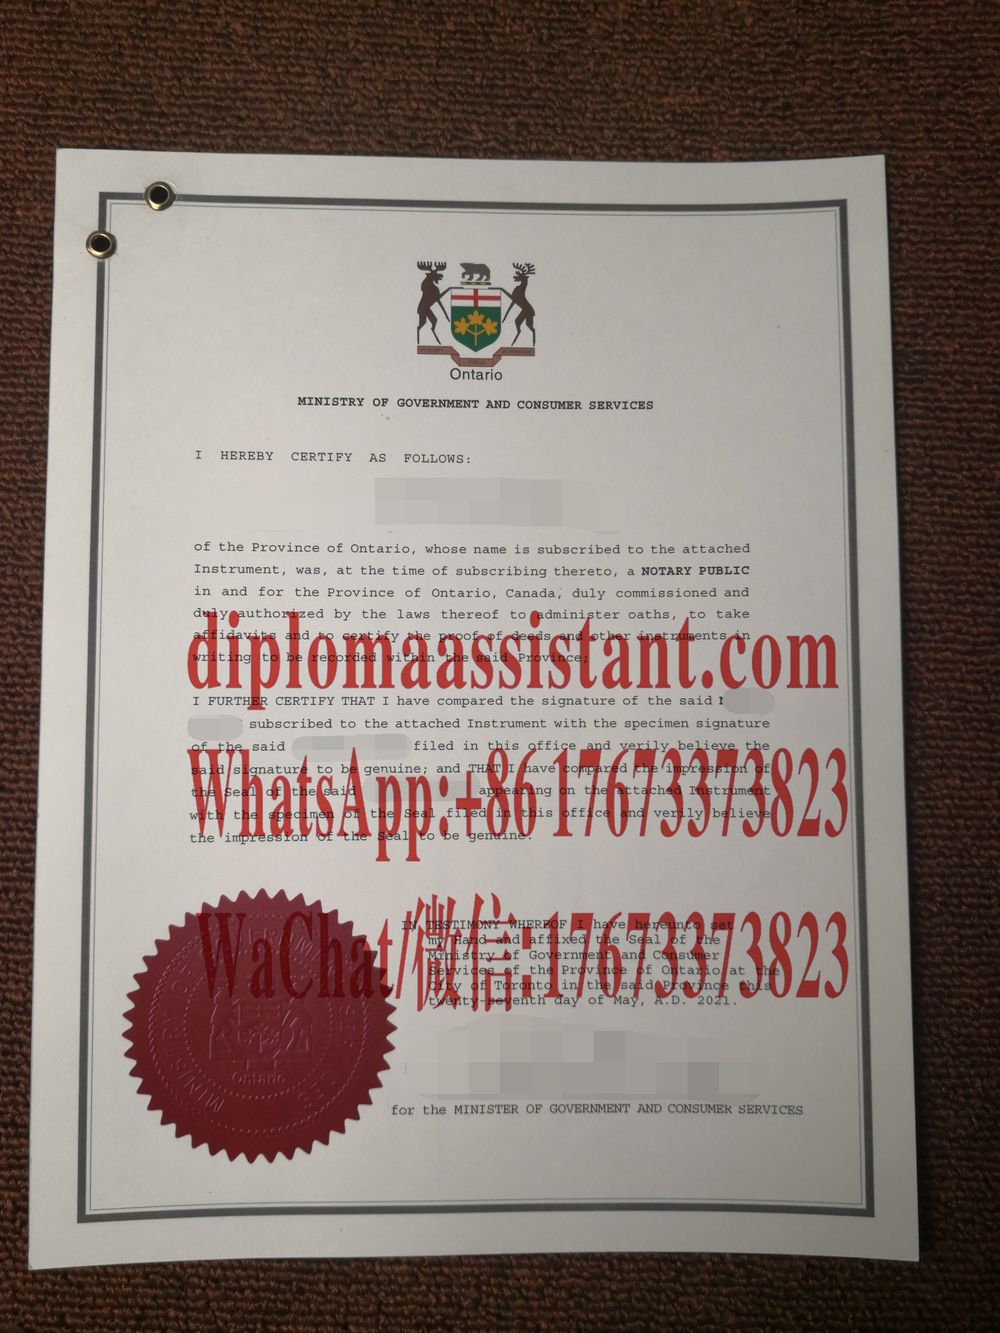 Ontario
MINISTRY OF GOVERNMENT AND CONSUMER SERVICES
I HEREBY CERTIFY AS FOLLOWS:
of the Province of Ontario, whose name is subscribed to the attached
Instrument, was, at the time of subscribing thereto, a NOTARY PUBLIC
in and for the Province of Ontario, Canada, duly commissioned and
duly authorized by the laws thereof to administer oaths, to take
affidavits and to certify the proof of deeds and other instruments in
writing to be recorded within the said Province;
diplomaassistant.com
I FURTHER CERTIFY THAT I have compared the signature of the said
subscribed to the attached Instrument with the specimen signature
of the said filed in this office and verily believe the
said signature to be genuine; and THAT I have compared the impression of
the Seal of the said appearing on the attached Instrument
with the specimen of the Seal filed in this office and verily believe
the impression of the Seal to be genuine.
WhatsApp:+86 17673373823
IN TESTIMONY WHEREOF I have hereunto set
my Hand and affixed the Seal of the
Ministry of Government and Consumer
Services of the Province of Ontario at the
City of Toronto in the said Province this
twenty-seventh day of May, A.D. 2021.
WaChat/微信:17673373823
Ontario
for the MINISTER OF GOVERNMENT AND CONSUMER SERVICES